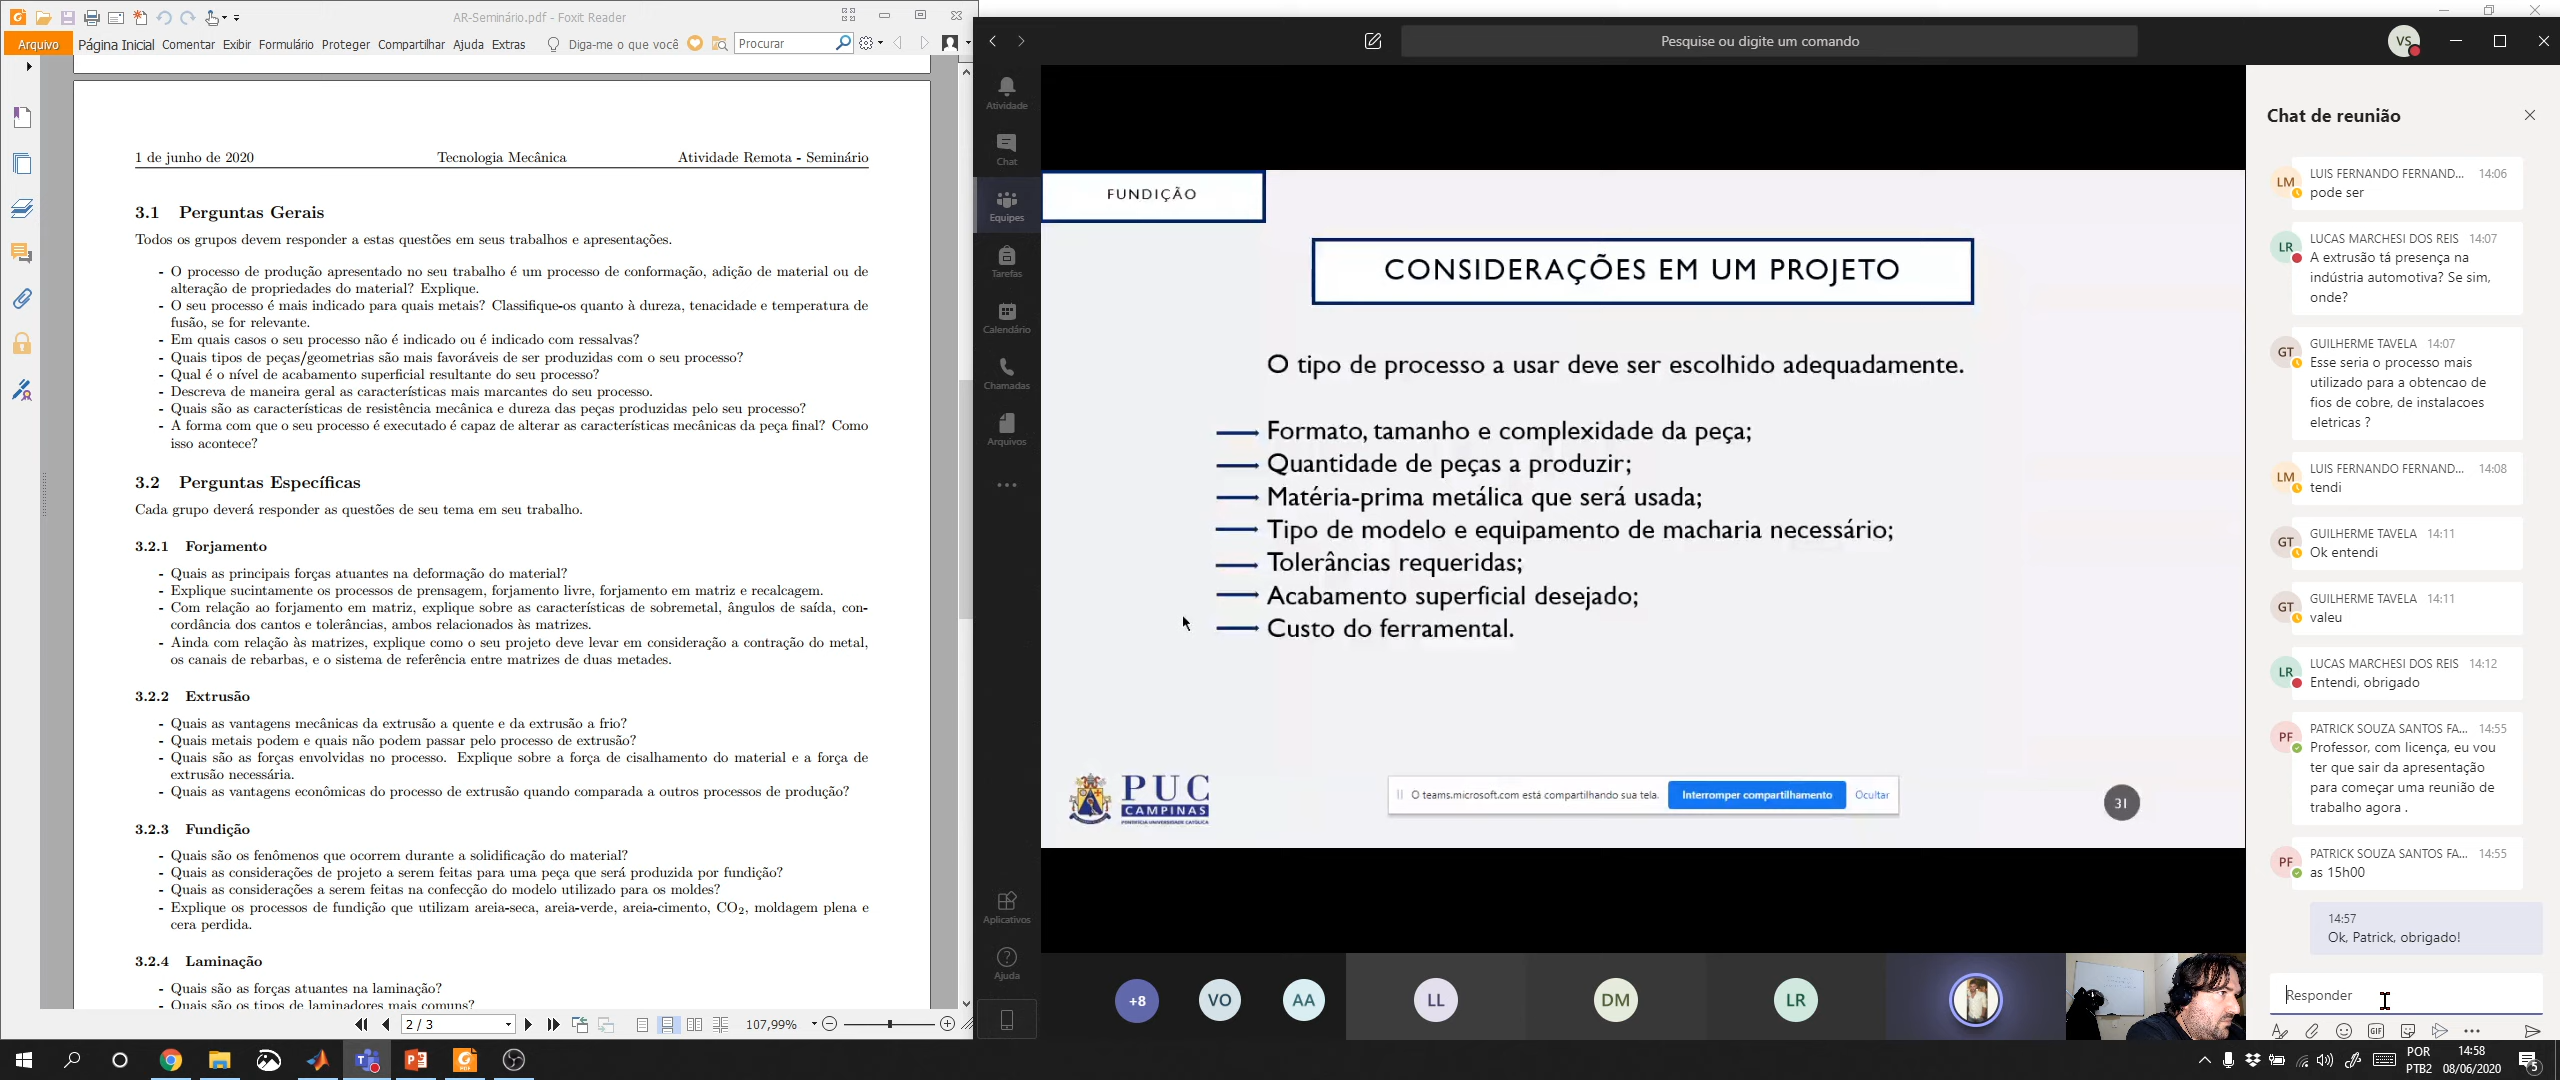 AR-Seminário.pdf - Foxit Reader
Arquivo Página Inicial Comentar Exibir Formulário Proteger Compartilhar Ajuda Extras Diga-me o que você Procurar
1 de junho de 2020 Tecnologia Mecânica Atividade Remota - Seminário
3.1 Perguntas Gerais
Todos os grupos devem responder a estas questões em seus trabalhos e apresentações.
- O processo de produção apresentado no seu trabalho é um processo de conformação, adição de material ou de
alteração de propriedades do material? Explique.
- O seu processo é mais indicado para quais metais? Classifique-os quanto à dureza, tenacidade e temperatura de
fusão, se for relevante.
- Em quais casos o seu processo não é indicado ou é indicado com ressalvas?
- Quais tipos de peças/geometrias são mais favoráveis de ser produzidas com o seu processo?
- Qual é o nível de acabamento superficial resultante do seu processo?
- Descreva de maneira geral as características mais marcantes do seu processo.
- Quais são as características de resistência mecânica e dureza das peças produzidas pelo seu processo?
- A forma com que o seu processo é executado é capaz de alterar as características mecânicas da peça final? Como
isso acontece?
3.2 Perguntas Específicas
Cada grupo deverá responder as questões de seu tema em seu trabalho.
3.2.1 Forjamento
- Quais as principais forças atuantes na deformação do material?
- Explique sucintamente os processos de prensagem, forjamento livre, forjamento em matriz e recalcagem.
- Com relação ao forjamento em matriz, explique sobre as características de sobremetal, ângulos de saída, con-
cordância dos cantos e tolerâncias, ambos relacionados às matrizes.
- Ainda com relação às matrizes, explique como o seu projeto deve levar em consideração a contração do metal,
os canais de rebarbas, e o sistema de referência entre matrizes de duas metades.
3.2.2 Extrusão
- Quais as vantagens mecânicas da extrusão a quente e da extrusão a frio?
- Quais metais podem e quais não podem passar pelo processo de extrusão?
- Quais são as forças envolvidas no processo. Explique sobre a força de cisalhamento do material e a força de
extrusão necessária.
- Quais as vantagens econômicas do processo de extrusão quando comparada a outros processos de produção?
3.2.3 Fundição
- Quais são os fenômenos que ocorrem durante a solidificação do material?
- Quais as considerações de projeto a serem feitas para uma peça que será produzida por fundição?
- Quais as considerações a serem feitas na confecção do modelo utilizado para os moldes?
- Explique os processos de fundição que utilizam areia-seca, areia-verde, areia-cimento, CO2, moldagem plena e
cera perdida.
3.2.4 Laminação
- Quais são as forças atuantes na laminação?
- Quais são os tipos de laminadores mais comuns?
2 / 3
107,99%
Pesquise ou digite um comando
VS
Atividade
Chat
Equipes
Tarefas
Calendário
Chamadas
Arquivos
Aplicativos
Ajuda
FUNDIÇÃO
CONSIDERAÇÕES EM UM PROJETO
O tipo de processo a usar deve ser escolhido adequadamente.
Formato, tamanho e complexidade da peça;
Quantidade de peças a produzir;
Matéria-prima metálica que será usada;
Tipo de modelo e equipamento de macharia necessário;
Tolerâncias requeridas;
Acabamento superficial desejado;
Custo do ferramental.
PUC
CAMPINAS
PONTIFÍCIA UNIVERSIDADE CATÓLICA
O teams.microsoft.com está compartilhando sua tela. Interromper compartilhamento Ocultar
31
+8 VO AA LL DM LR
Chat de reunião
LM LUIS FERNANDO FERNAND... 14:06
pode ser
LR LUCAS MARCHESI DOS REIS 14:07
A extrusão tá presença na
indústria automotiva? Se sim,
onde?
GT GUILHERME TAVELA 14:07
Esse seria o processo mais
utilizado para a obtencao de
fios de cobre, de instalacoes
eletricas ?
LM LUIS FERNANDO FERNAND... 14:08
tendi
GT GUILHERME TAVELA 14:11
Ok entendi
GT GUILHERME TAVELA 14:11
valeu
LR LUCAS MARCHESI DOS REIS 14:12
Entendi, obrigado
PF PATRICK SOUZA SANTOS FA... 14:55
Professor, com licença, eu vou
ter que sair da apresentação
para começar uma reunião de
trabalho agora .
PF PATRICK SOUZA SANTOS FA... 14:55
as 15h00
14:57
Ok, Patrick, obrigado!
Responder
GIF
POR
PTB2
14:58
08/06/2020
5